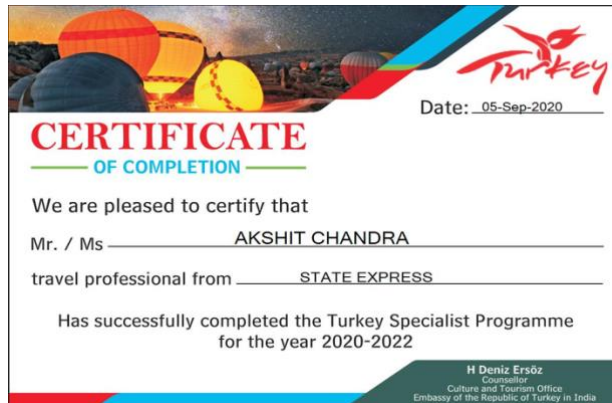 Turkey
Date: 05-Sep-2020
CERTIFICATE
OF COMPLETION
We are pleased to certify that
Mr. / Ms AKSHIT CHANDRA
travel professional from STATE EXPRESS
Has successfully completed the Turkey Specialist Programme
for the year 2020-2022
H Deniz Ersöz
Counsellor
Culture and Tourism Office
Embassy of the Republic of Turkey in India